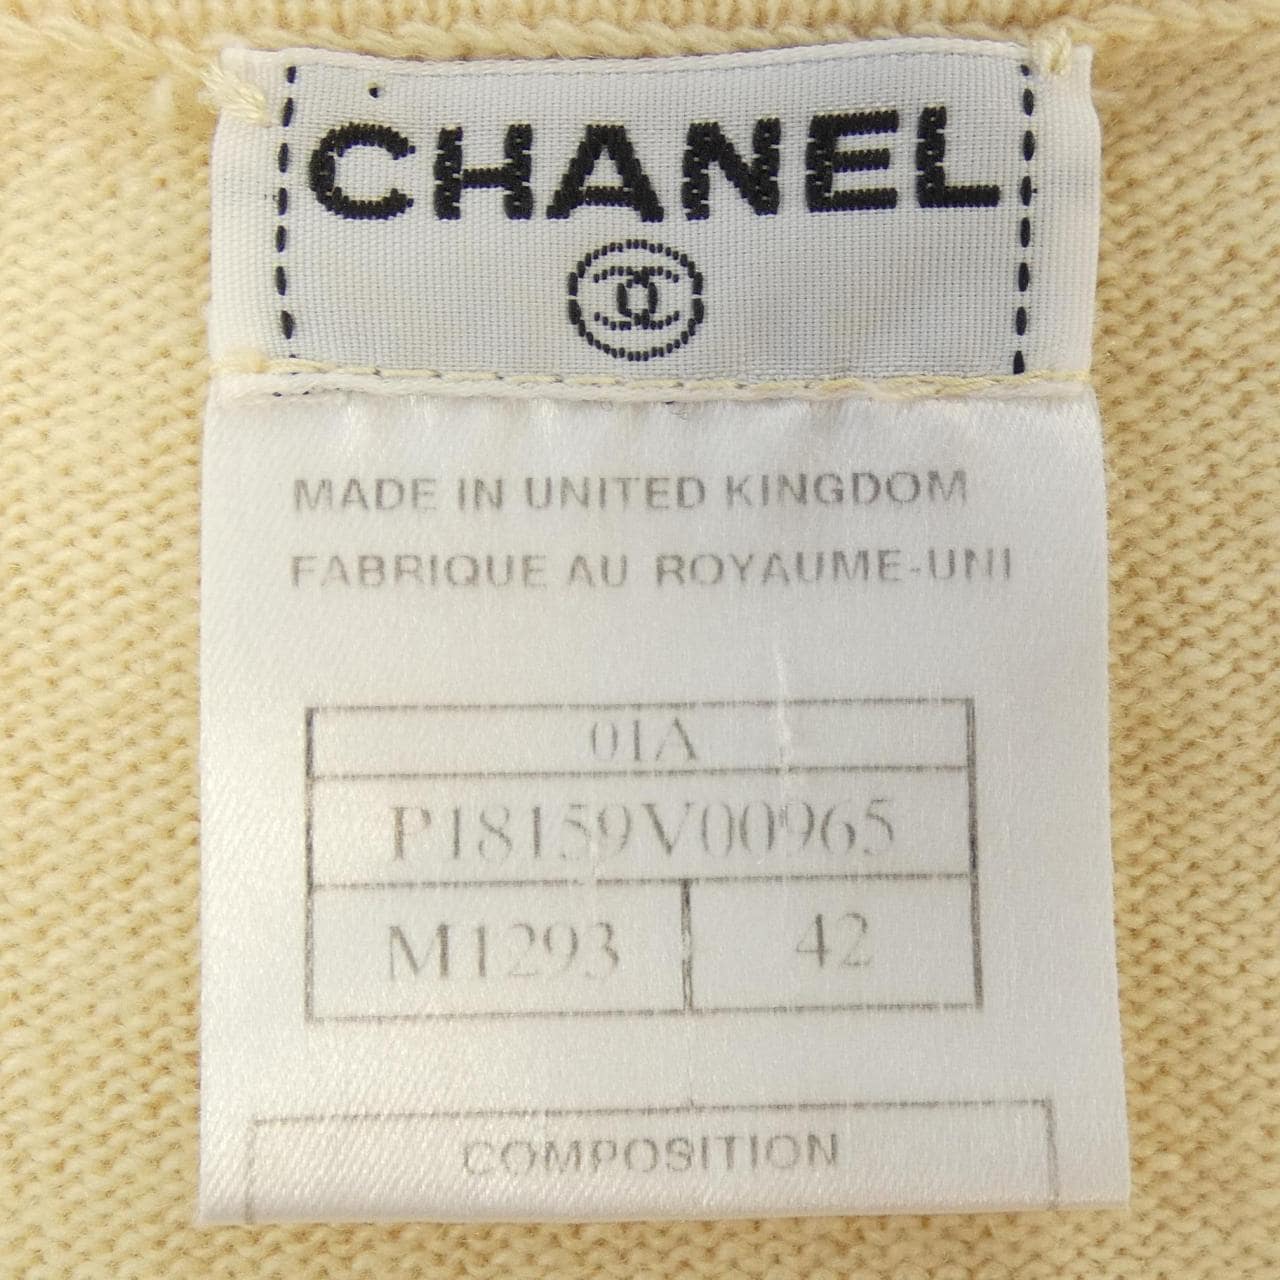 CHANEL
MADE IN UNITED KINGDOM
FABRIQUE AU ROYAUME-UNI
01A
P18159V00965
M1293 42
COMPOSITION